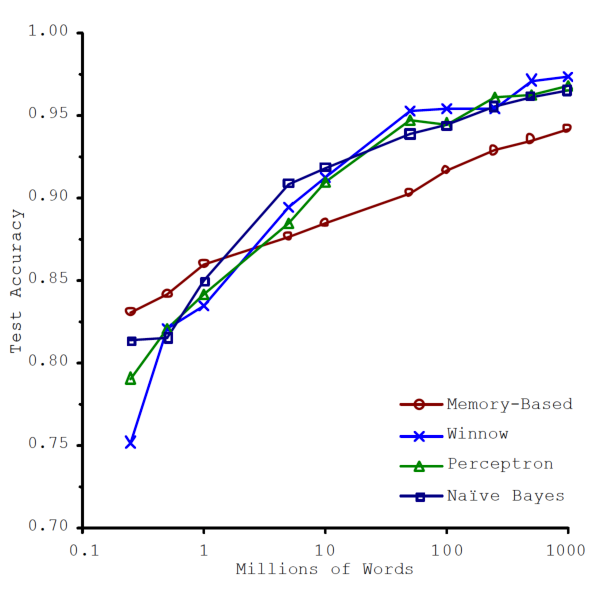 1.00
0.95
0.90
0.85
0.80
0.75
0.70
Test Accuracy
0.1 1 10 100 1000
Millions of Words
Memory-Based
Winnow
Perceptron
Naïve Bayes